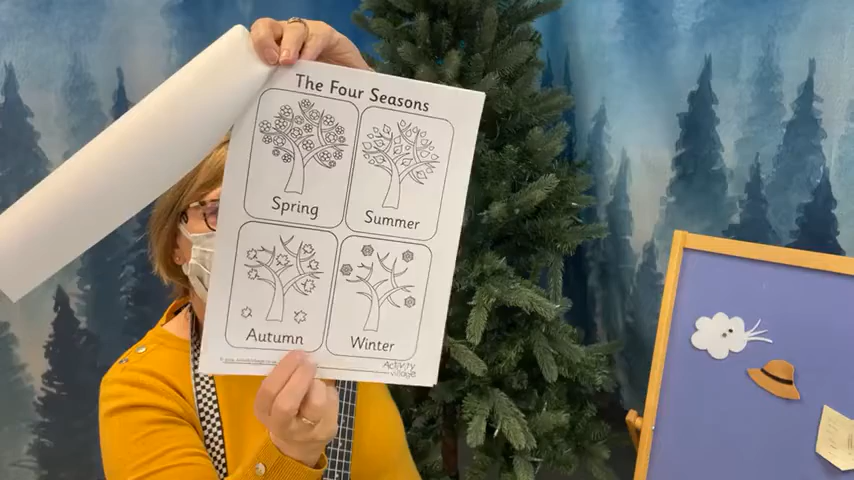 The Four Seasons
Spring
Summer
Autumn
Winter
Activity
Village